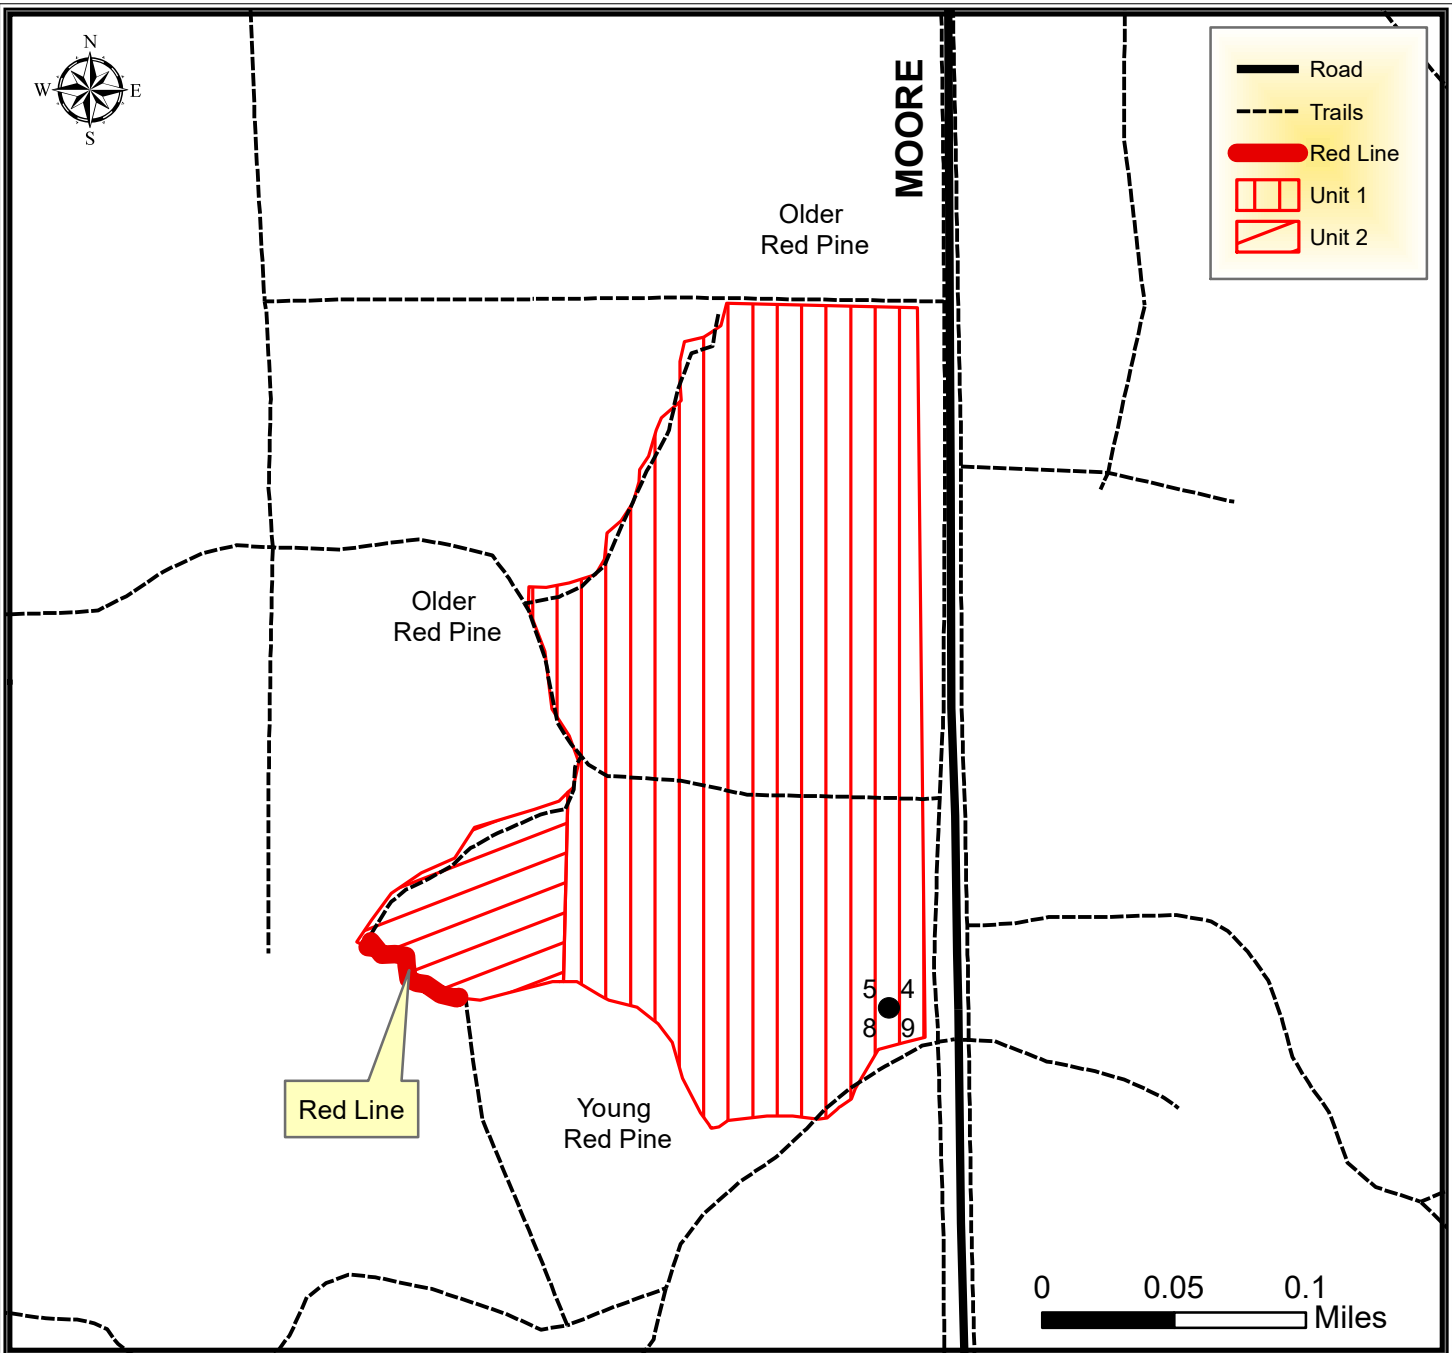 N
W E
S
MOORE
Road
Trails
Red Line
Unit 1
Unit 2
Older
Red Pine
Older
Red Pine
5 4
8 9
Red Line
Young
Red Pine
0 0.05 0.1
Miles